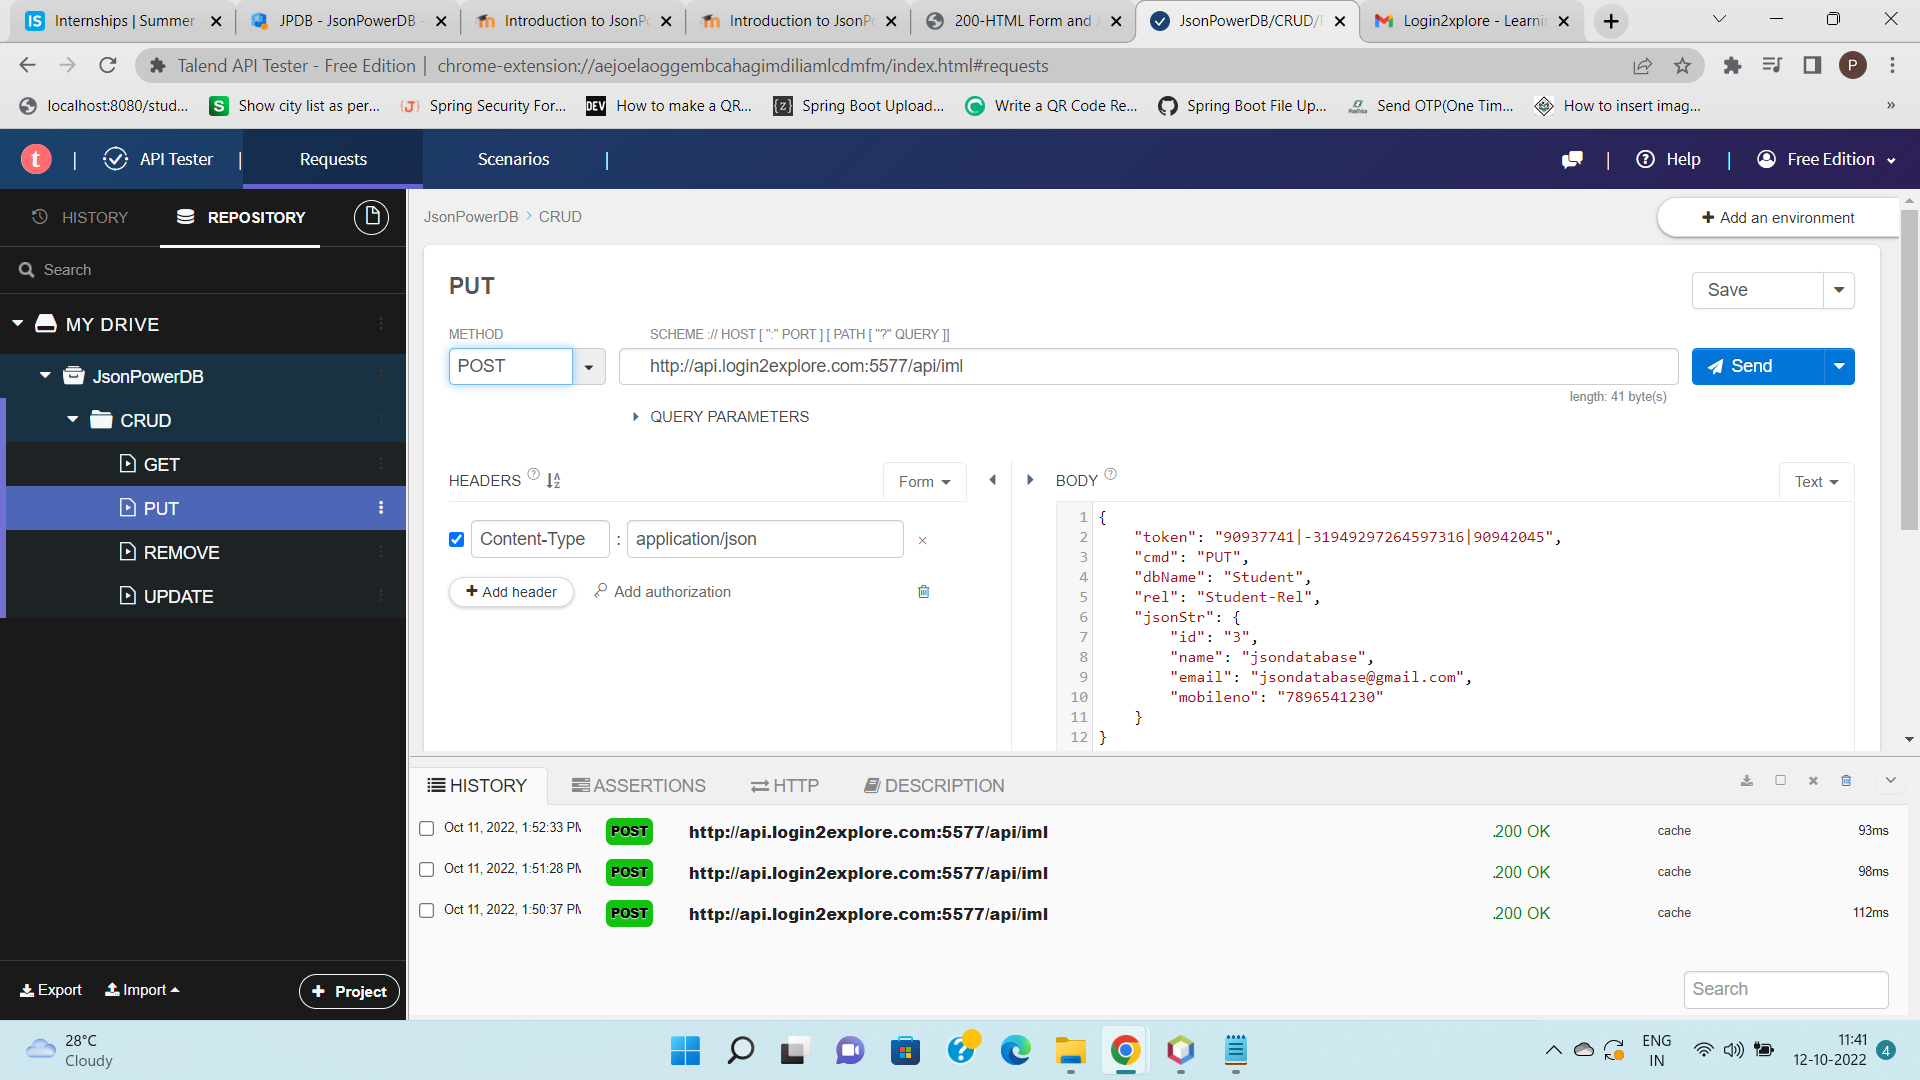 IS Internships | Summer
JPDB - JsonPowerDB -
Introduction to JsonP
Introduction to JsonP
200-HTML Form and J
JsonPowerDB/CRUD/P
Login2xplore - Learnin
Talend API Tester - Free Edition | chrome-extension://aejoelaoggembcahagimdiliamlcdmfm/index.html#requests
P
localhost:8080/stud...
S Show city list as per...
Spring Security For...
DEV How to make a QR...
Spring Boot Upload...
Write a QR Code Re...
Spring Boot File Up...
Send OTP(One Tim...
How to insert imag...
t | API Tester |
Requests
Scenarios |
| ? Help | Free Edition
HISTORY
REPOSITORY
JsonPowerDB > CRUD
+ Add an environment
Search
MY DRIVE
JsonPowerDB
CRUD
GET
PUT
REMOVE
UPDATE
PUT
Save
METHOD
SCHEME :// HOST [ ":" PORT ] [ PATH [ "?" QUERY ]]
POST
http://api.login2explore.com:5577/api/iml
Send
length: 41 byte(s)
QUERY PARAMETERS
HEADERS ?
Form
BODY ?
Text
Content-Type : application/json ×
+ Add header
Add authorization
1 {
2 "token": "90937741|-31949297264597316|90942045",
3 "cmd": "PUT",
4 "dbName": "Student",
5 "rel": "Student-Rel",
6 "jsonStr": {
7 "id": "3",
8 "name": "jsondatabase",
9 "email": "jsondatabase@gmail.com",
10 "mobileno": "7896541230"
11 }
12 }
HISTORY
ASSERTIONS
HTTP
DESCRIPTION
Oct 11, 2022, 1:52:33 PM POST http://api.login2explore.com:5577/api/iml .200 OK cache 93ms
Oct 11, 2022, 1:51:28 PM POST http://api.login2explore.com:5577/api/iml .200 OK cache 98ms
Oct 11, 2022, 1:50:37 PM POST http://api.login2explore.com:5577/api/iml .200 OK cache 112ms
Export
Import
+ Project
Search
28°C
Cloudy
ENG
IN
11:41
12-10-2022
4